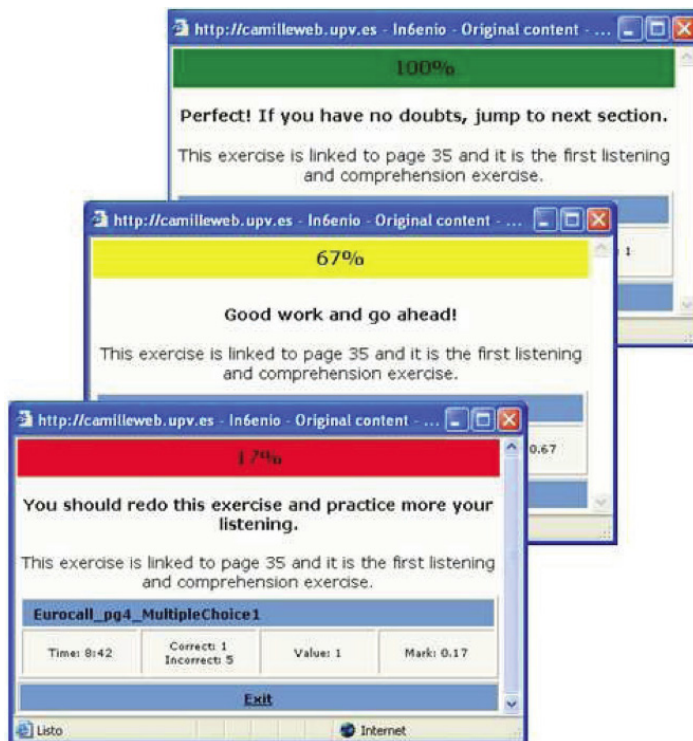 http://camilleweb.upv.es - In6enio - Original content - ...
100%
Perfect! If you have no doubts, jump to next section.
This exercise is linked to page 35 and it is the first listening
and comprehension exercise.
: 1
http://camilleweb.upv.es - In6enio - Original content - ...
67%
Good work and go ahead!
This exercise is linked to page 35 and it is the first listening
and comprehension exercise.
0.67
http://camilleweb.upv.es - In6enio - Original content - ...
17%
You should redo this exercise and practice more your
listening.
This exercise is linked to page 35 and it is the first listening
and comprehension exercise.
Eurocall_pg4_MultipleChoice1
Time: 8:42
Correct: 1
Incorrect: 5
Value: 1
Mark: 0.17
Exit
Listo
Internet